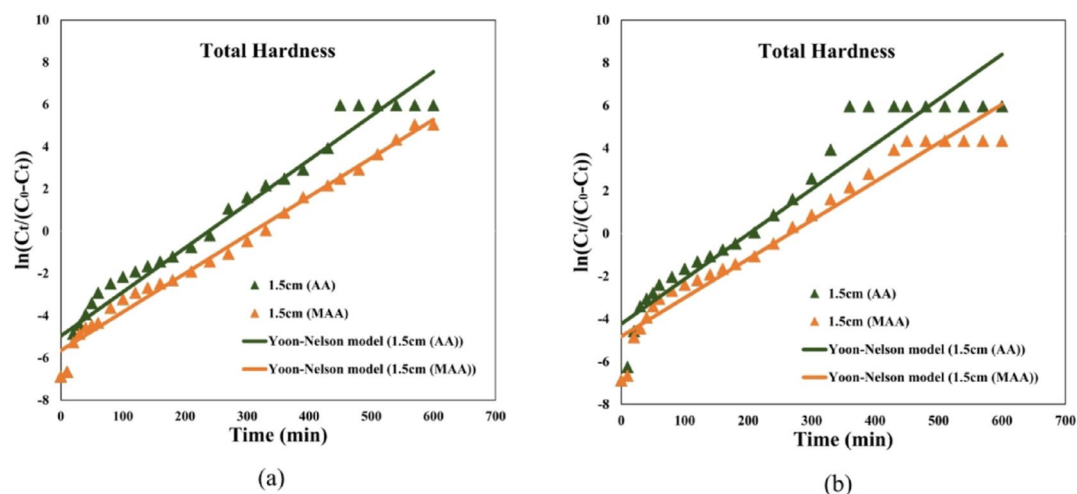 Total Hardness
ln(Ct/(C0-Ct))
10
8
6
4
2
0
-2
-4
-6
-8
1.5cm (AA)
1.5cm (MAA)
Yoon-Nelson model (1.5cm (AA))
Yoon-Nelson model (1.5cm (MAA))
0 100 200 300 400 500 600 700
Time (min)
(a)
Total Hardness
ln(Ct/(C0-Ct))
10
8
6
4
2
0
-2
-4
-6
-8
1.5cm (AA)
1.5cm (MAA)
Yoon-Nelson model (1.5cm (AA))
Yoon-Nelson model (1.5cm (MAA))
0 100 200 300 400 500 600 700
Time (min)
(b)